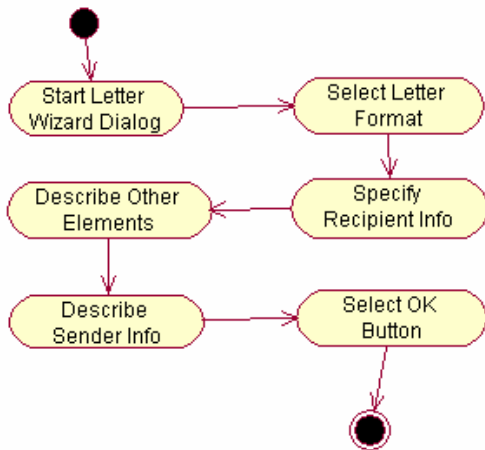 Start Letter
Wizard Dialog
Select Letter
Format
Specify
Recipient Info
Describe Other
Elements
Describe
Sender Info
Select OK
Button